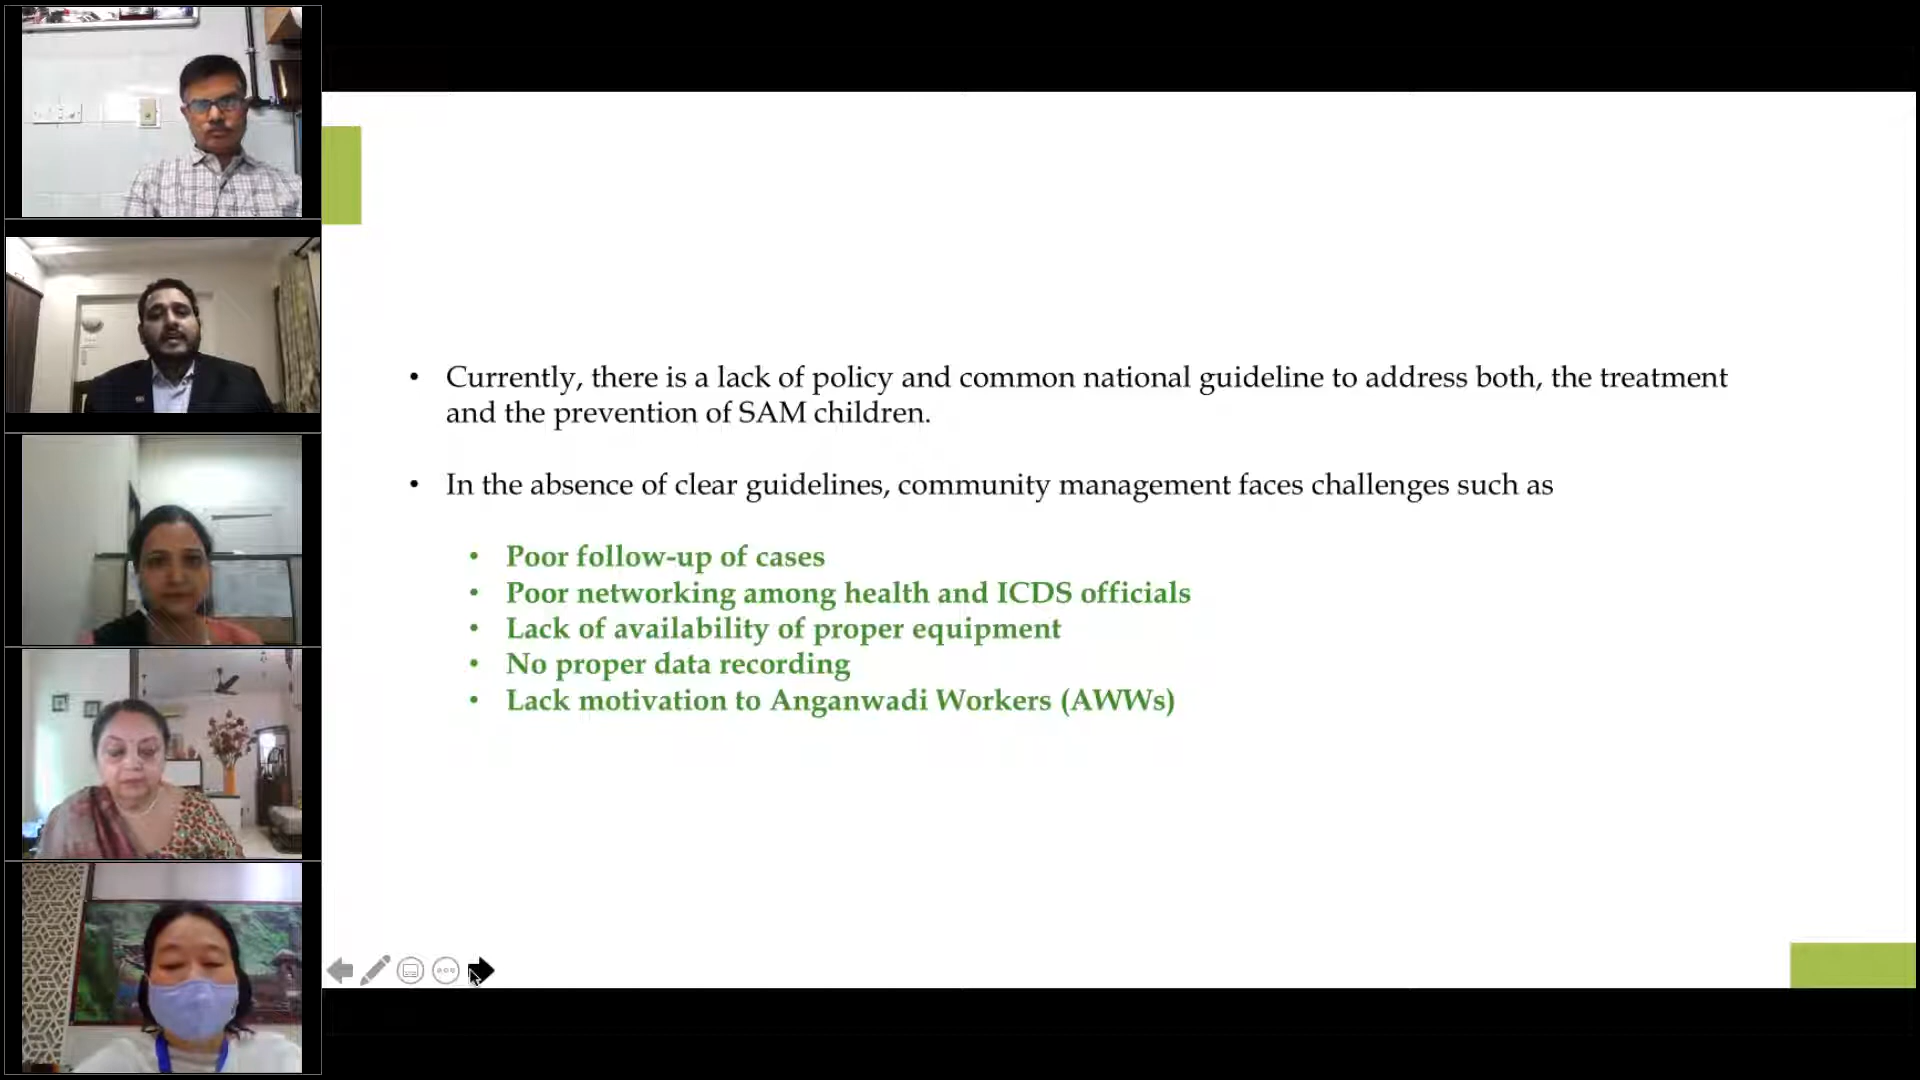 • Currently, there is a lack of policy and common national guideline to address both, the treatment
and the prevention of SAM children.
• In the absence of clear guidelines, community management faces challenges such as
• Poor follow-up of cases
• Poor networking among health and ICDS officials
• Lack of availability of proper equipment
• No proper data recording
• Lack motivation to Anganwadi Workers (AWWs)